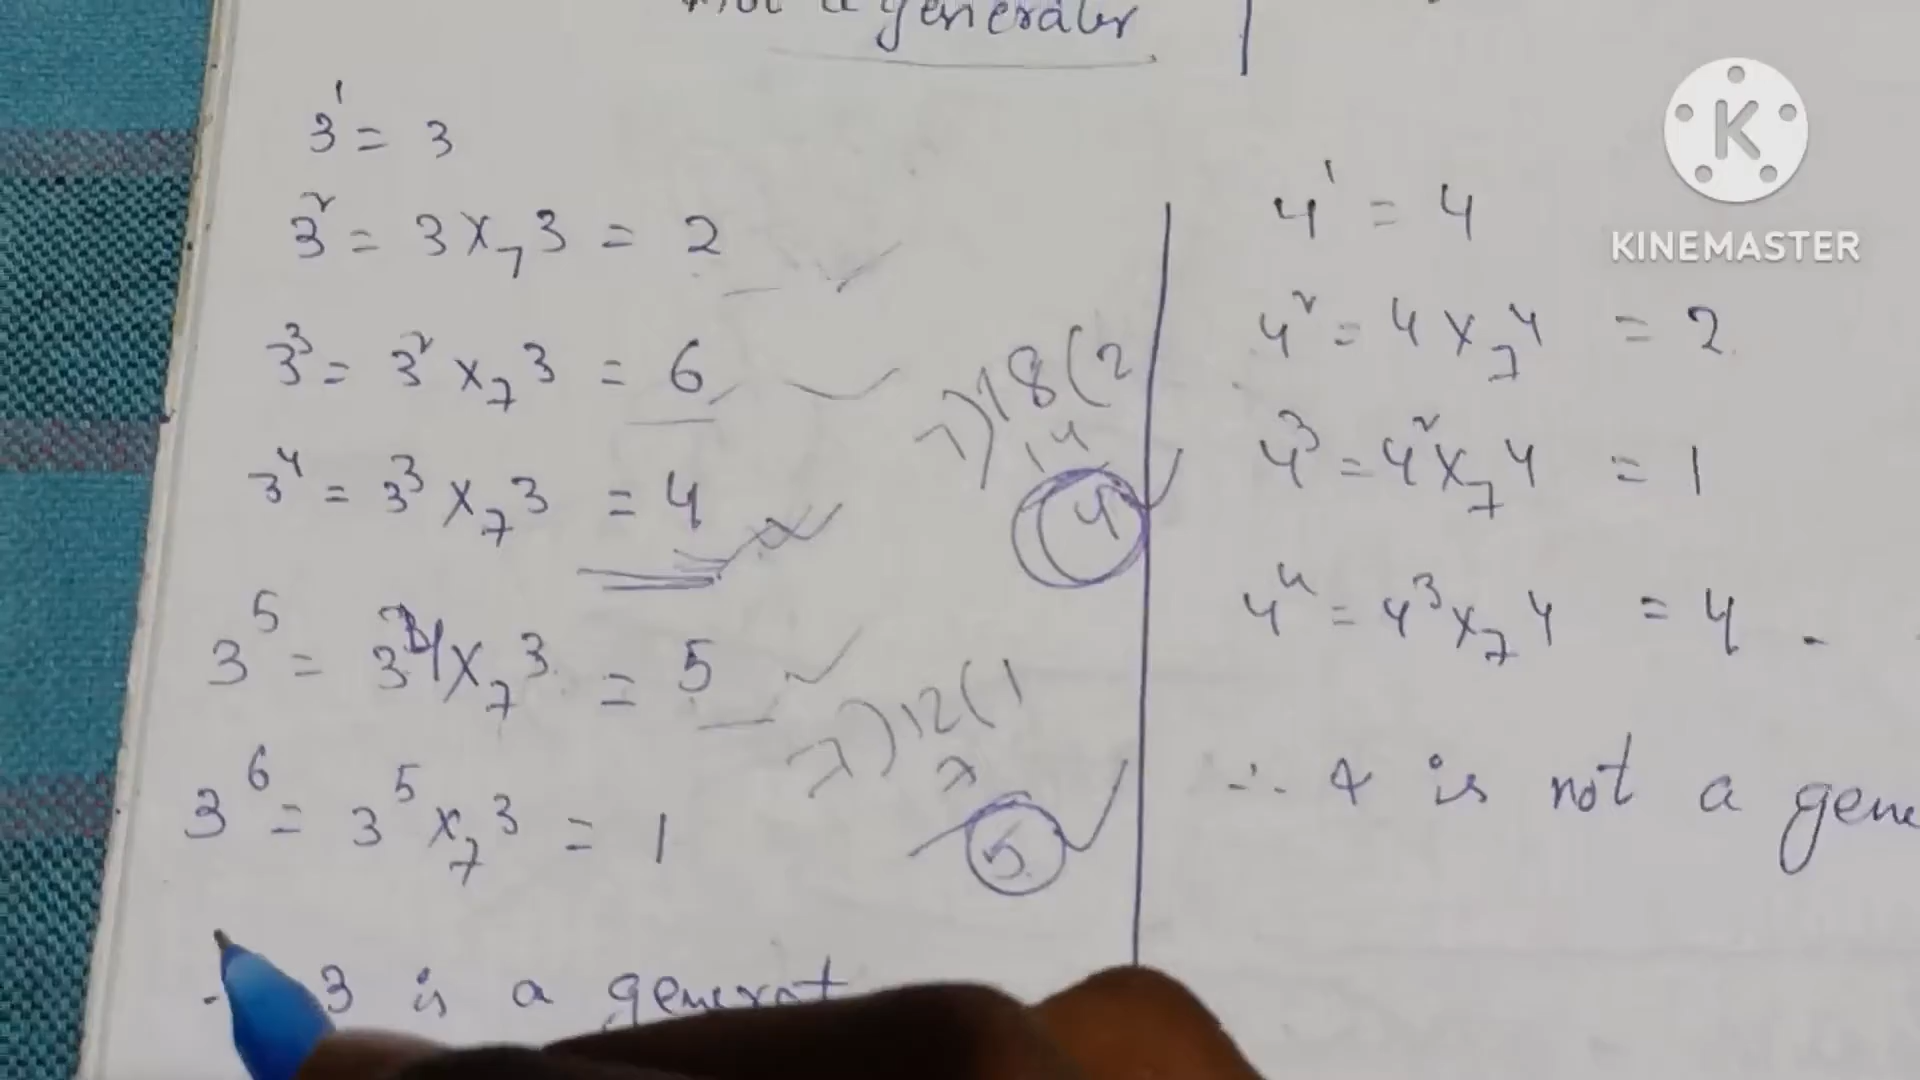 a generator
3¹ = 3
3² = 3 ×₇ 3 = 2
3³ = 3² ×₇ 3 = 6
3⁴ = 3³ ×₇ 3 = 4
3⁵ = 3⁴ ×₇ 3 = 5
3⁶ = 3⁵ ×₇ 3 = 1
3 is a generat
7)18(2
14
4
7)12(1
7
5
4¹ = 4
4² = 4 ×₇ 4 = 2
4³ = 4² ×₇ 4 = 1
4⁴ = 4³ ×₇ 4 = 4
∴ 4 is not a gene
K
KINEMASTER